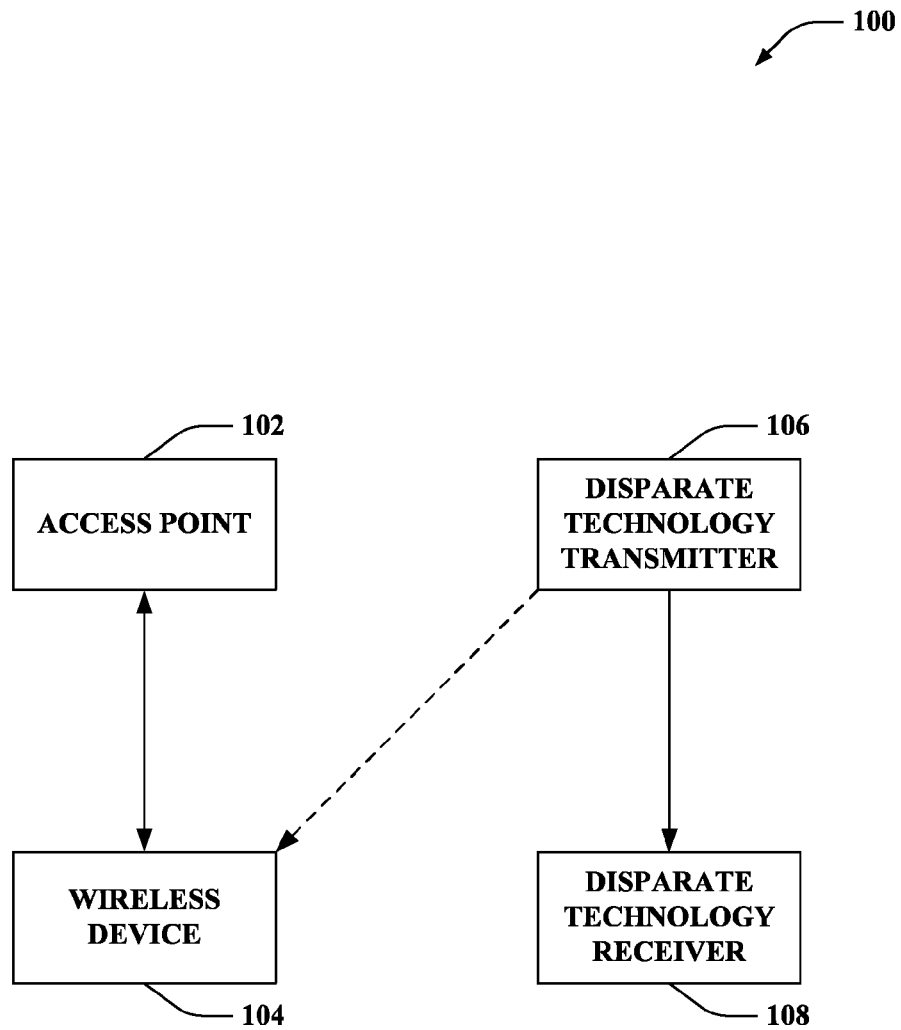 100
102
106
ACCESS POINT
DISPARATE
TECHNOLOGY
TRANSMITTER
WIRELESS
DEVICE
DISPARATE
TECHNOLOGY
RECEIVER
104
108